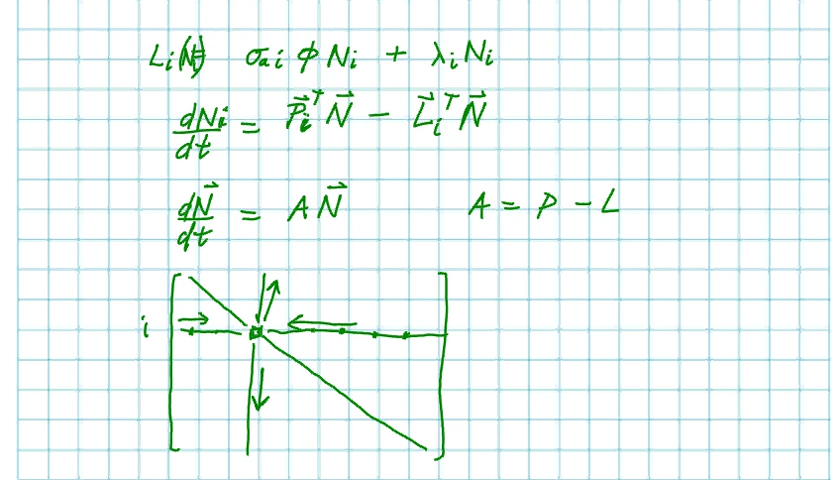 Lᵢ(N) σₐᵢ ϕ Nᵢ + λᵢ Nᵢ
dNᵢ/dt = P⃗ᵢᵀ N⃗ − L⃗ᵢᵀ N⃗
dN⃗/dt = A N⃗ A = P − L
i